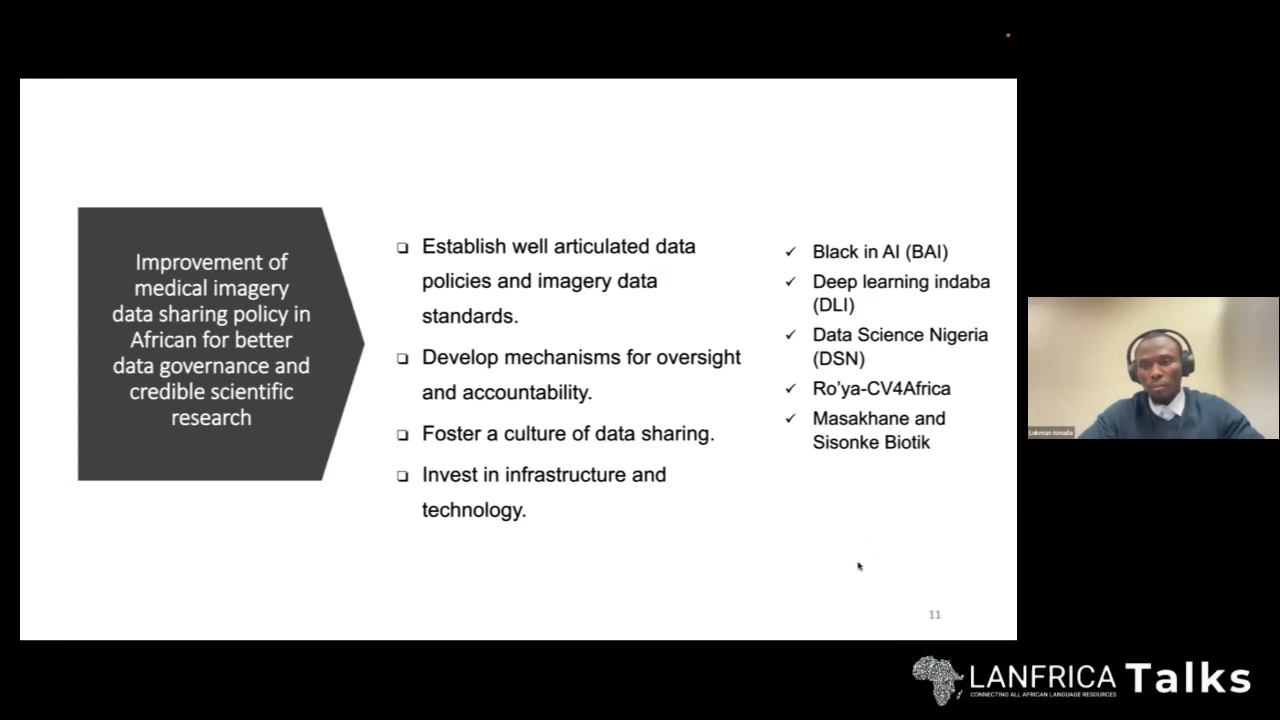 Improvement of
medical imagery
data sharing policy in
African for better
data governance and
credible scientific
research
❑ Establish well articulated data
policies and imagery data
standards.
❑ Develop mechanisms for oversight
and accountability.
❑ Foster a culture of data sharing.
❑ Invest in infrastructure and
technology.
✓ Black in AI (BAI)
✓ Deep learning indaba
(DLI)
✓ Data Science Nigeria
(DSN)
✓ Ro'ya-CV4Africa
✓ Masakhane and
Sisonke Biotik
11
Lukman Ismaila
LANFRICA Talks
CONNECTING ALL AFRICAN LANGUAGE RESOURCES